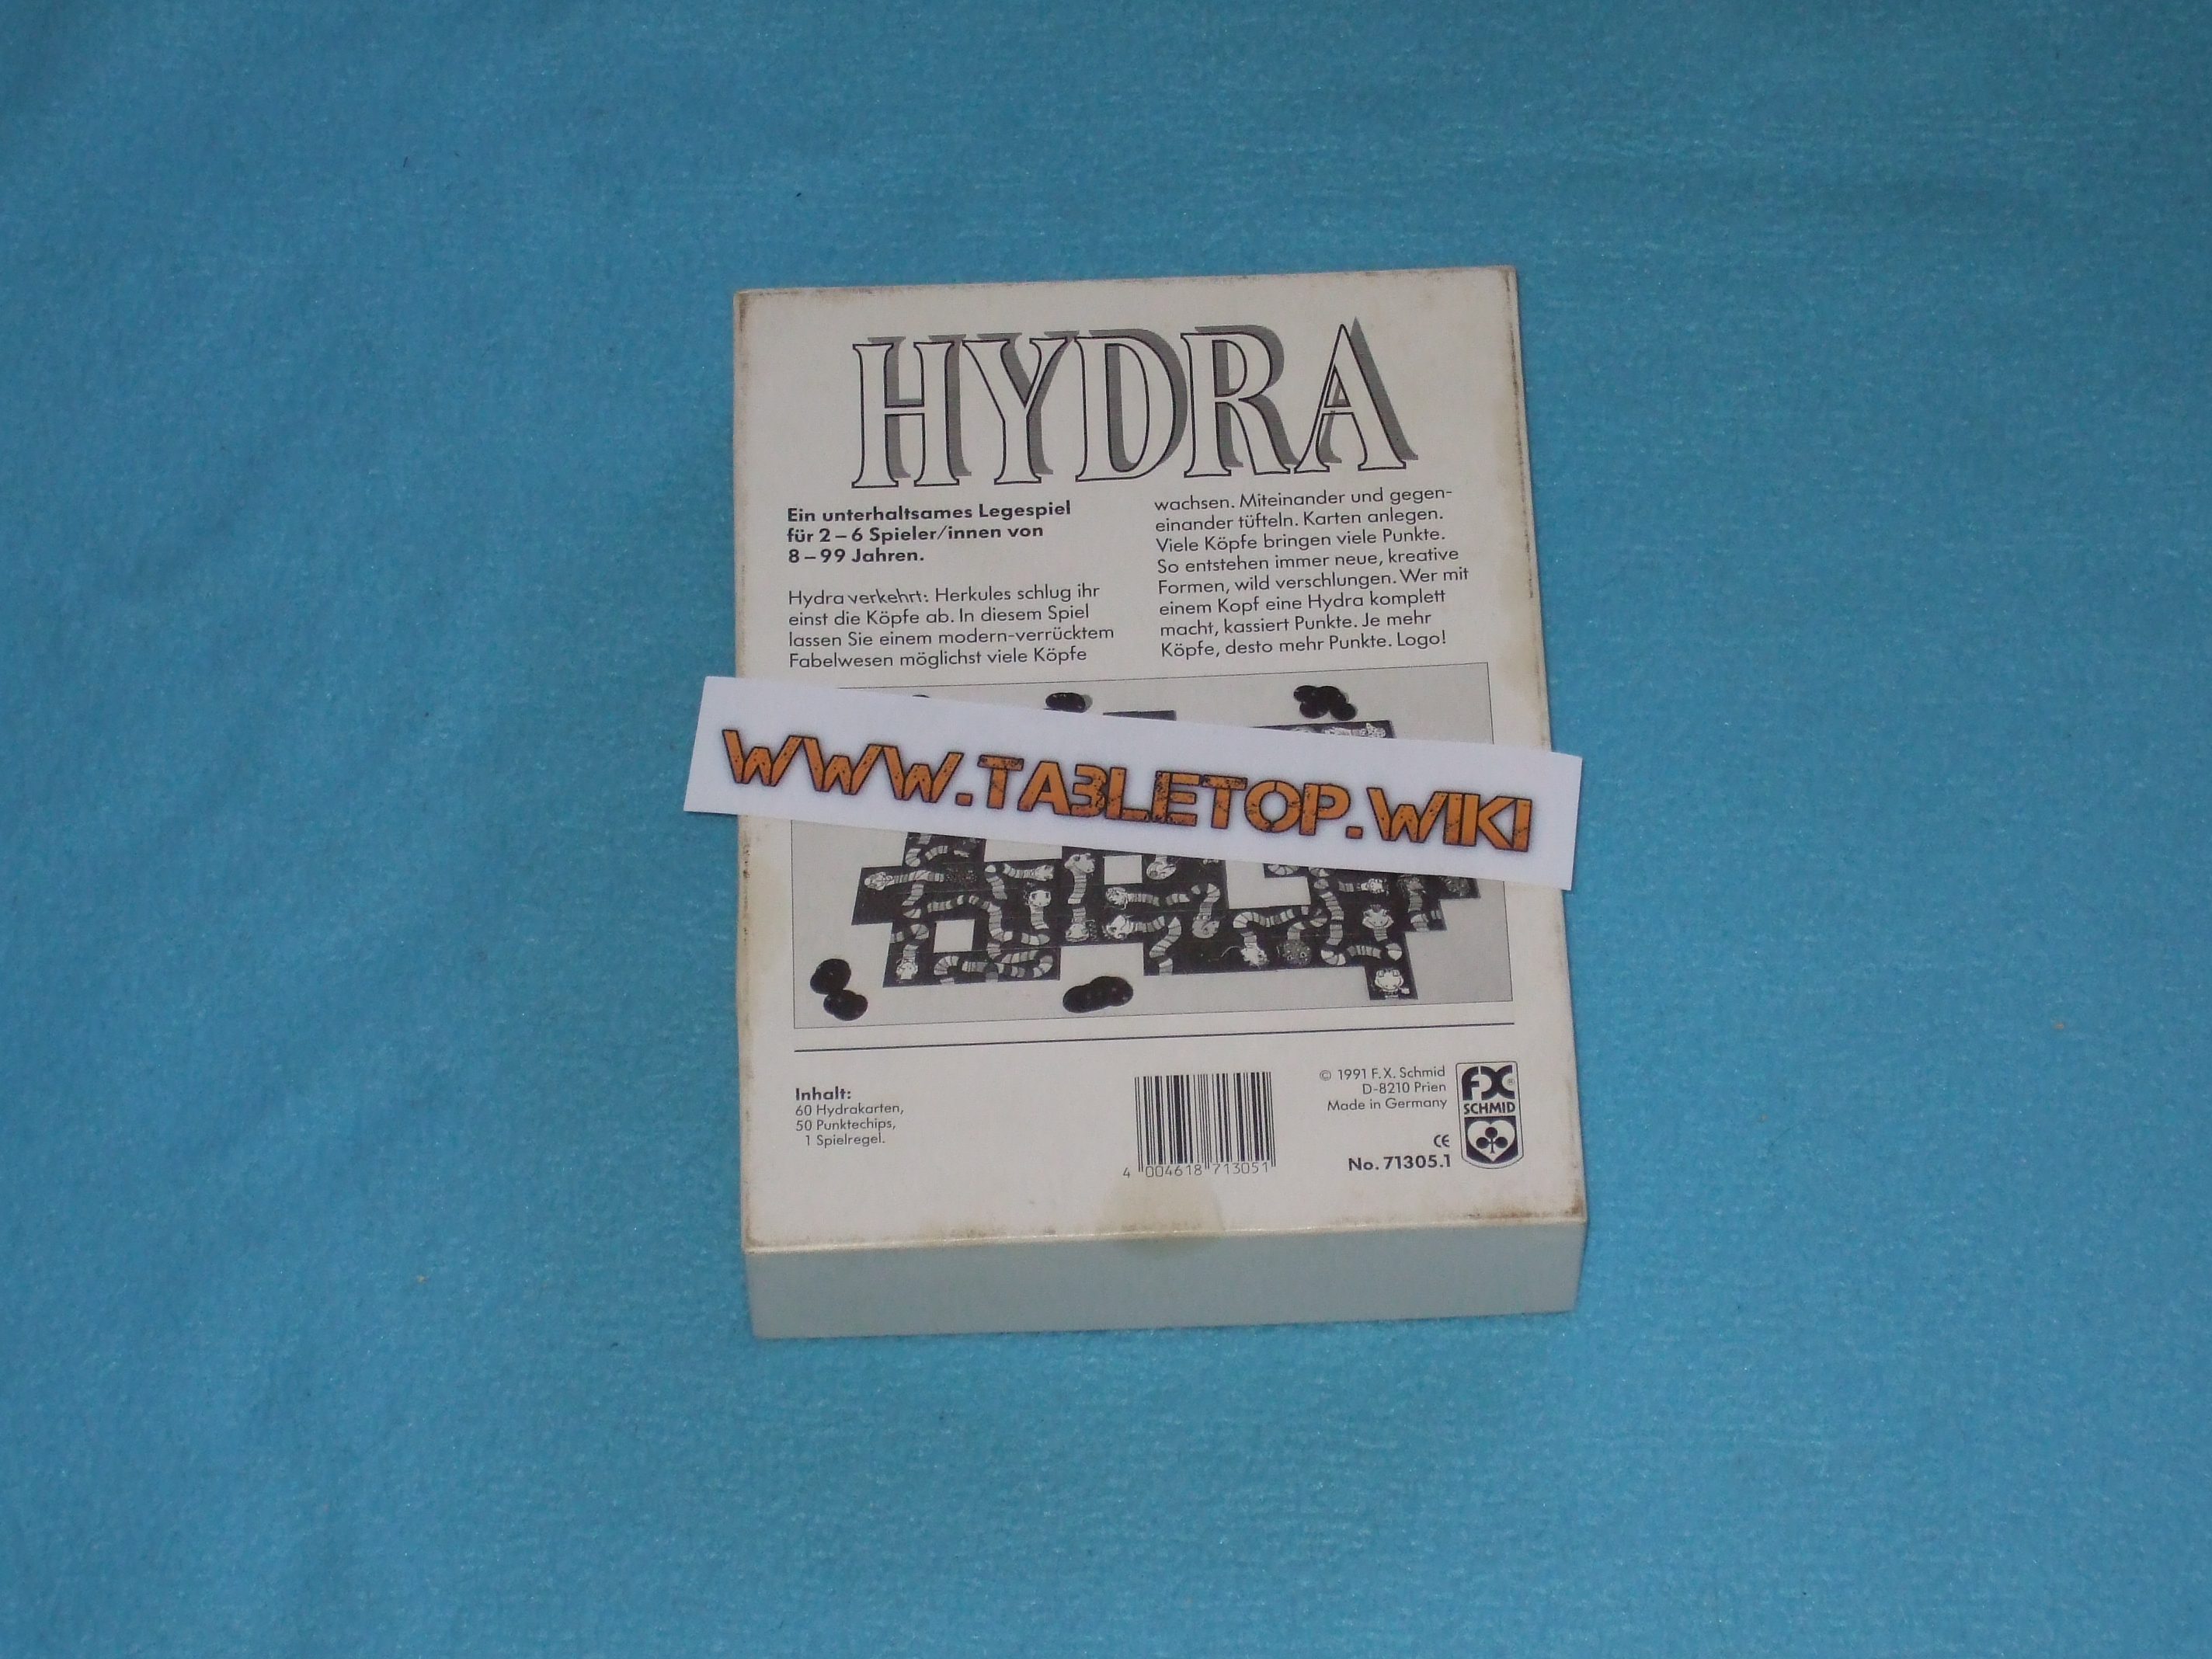 HYDRA
Ein unterhaltsames Legespiel
für 2 – 6 Spieler/innen von
8 – 99 Jahren.
Hydra verkehrt: Herkules schlug ihr
einst die Köpfe ab. In diesem Spiel
lassen Sie einem modern-verrücktem
Fabelwesen möglichst viele Köpfe
wachsen. Miteinander und gegen-
einander tüfteln. Karten anlegen.
Viele Köpfe bringen viele Punkte.
So entstehen immer neue, kreative
Formen, wild verschlungen. Wer mit
einem Kopf eine Hydra komplett
macht, kassiert Punkte. Je mehr
Köpfe, desto mehr Punkte. Logo!
WWW.TABLETOP.WIKI
Inhalt:
60 Hydrakarten,
50 Punktechips,
1 Spielregel.
4 004618 713051
© 1991 F.X. Schmid
D-8210 Prien
Made in Germany
CE
No. 71305.1
FX®
SCHMID